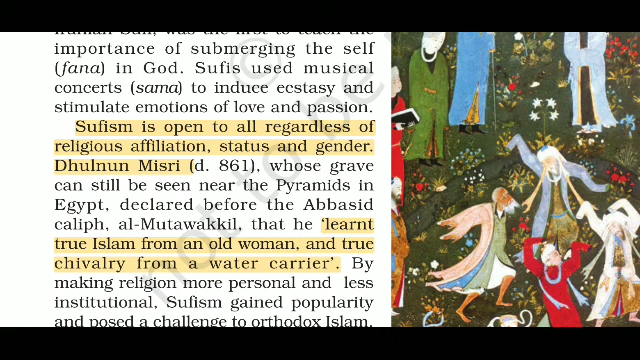 importance of submerging the self
(fana) in God. Sufis used musical
concerts (sama) to induce ecstasy and
stimulate emotions of love and passion.
Sufism is open to all regardless of
religious affiliation, status and gender.
Dhulnun Misri (d. 861), whose grave
can still be seen near the Pyramids in
Egypt, declared before the Abbasid
caliph, al-Mutawakkil, that he ‘learnt
true Islam from an old woman, and true
chivalry from a water carrier’. By
making religion more personal and less
institutional, Sufism gained popularity
and posed a challenge to orthodox Islam.